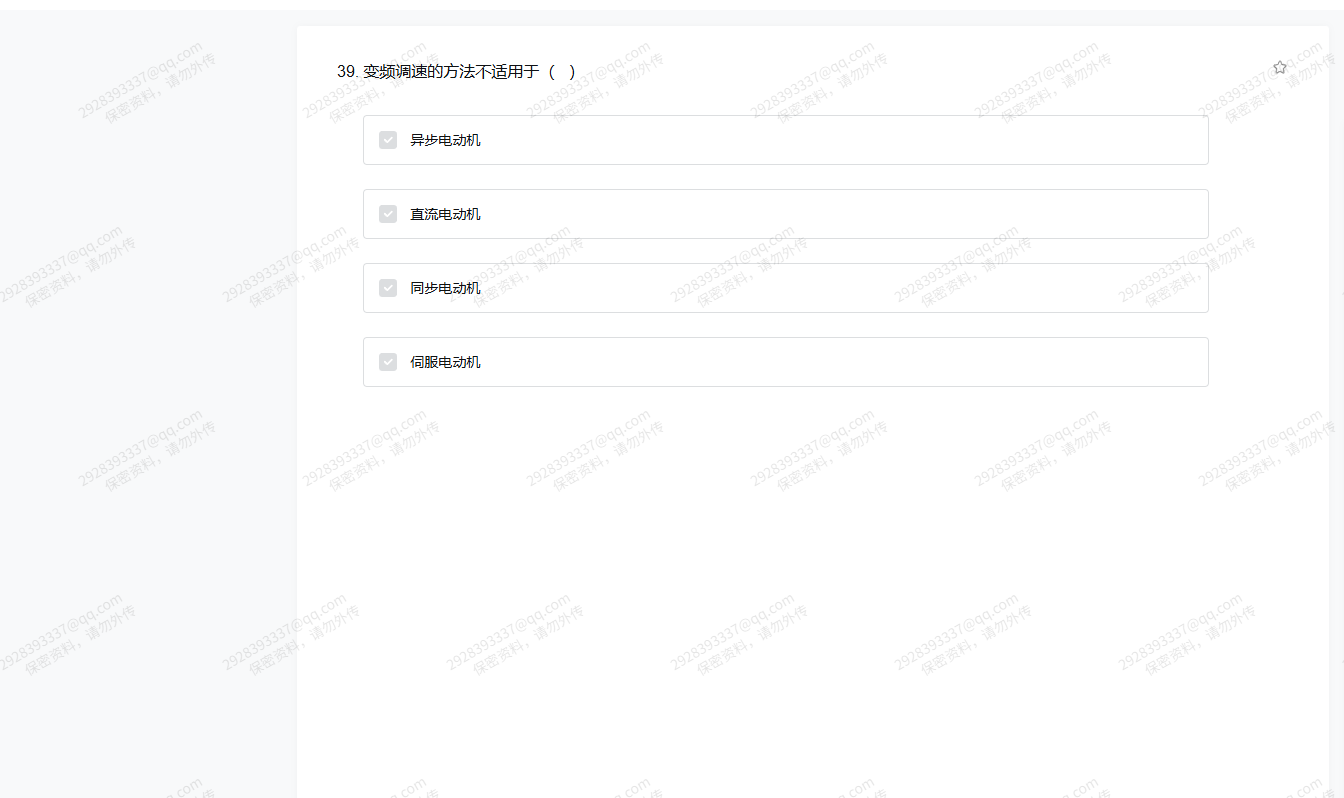 39. 变频调速的方法不适用于（ ）
异步电动机
直流电动机
同步电动机
伺服电动机
2928393337@qq.com
保密资料，请勿外传